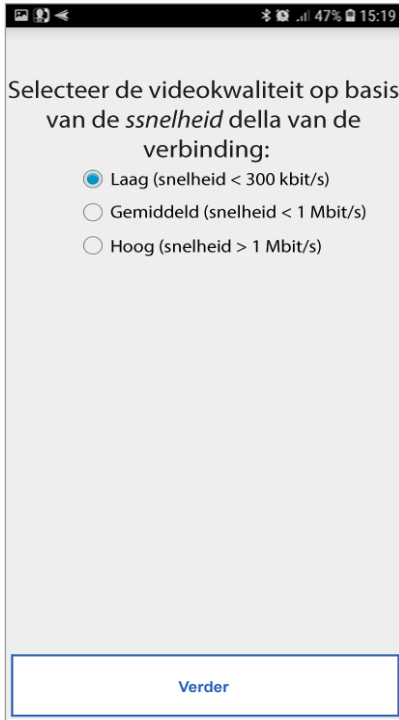 47% 15:19
Selecteer de videokwaliteit op basis
van de ssnelheid della van de
verbinding:
Laag (snelheid < 300 kbit/s)
Gemiddeld (snelheid < 1 Mbit/s)
Hoog (snelheid > 1 Mbit/s)
Verder